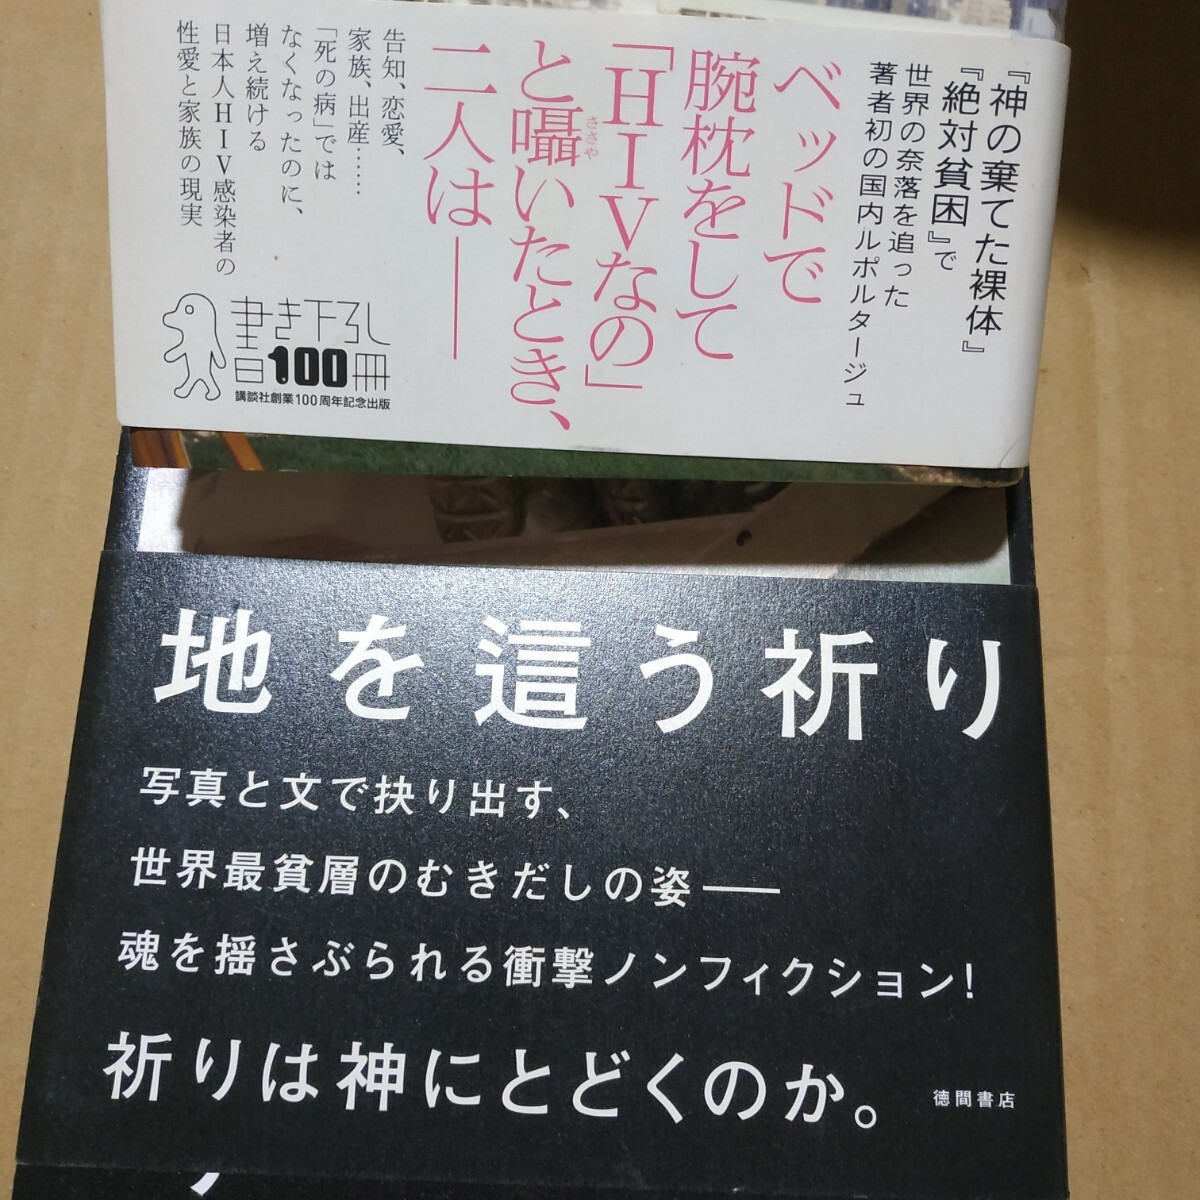 『神の棄てた裸体』
『絶対貧困』で
世界の奈落を追った
著者初の国内ルポルタージュ
ベッドで
腕枕をして
「HIVなの」
と囁いたとき、
ささや
二人は――
告知、恋愛、
家族、出産……
「死の病」では
なくなったのに、
増え続ける
日本人HIV感染者の
性愛と家族の現実
書き下ろし
100冊
講談社創業100周年記念出版
地を這う祈り
写真と文で抉り出す、
世界最貧層のむきだしの姿――
魂を揺さぶられる衝撃ノンフィクション!
祈りは神にとどくのか。
徳間書店